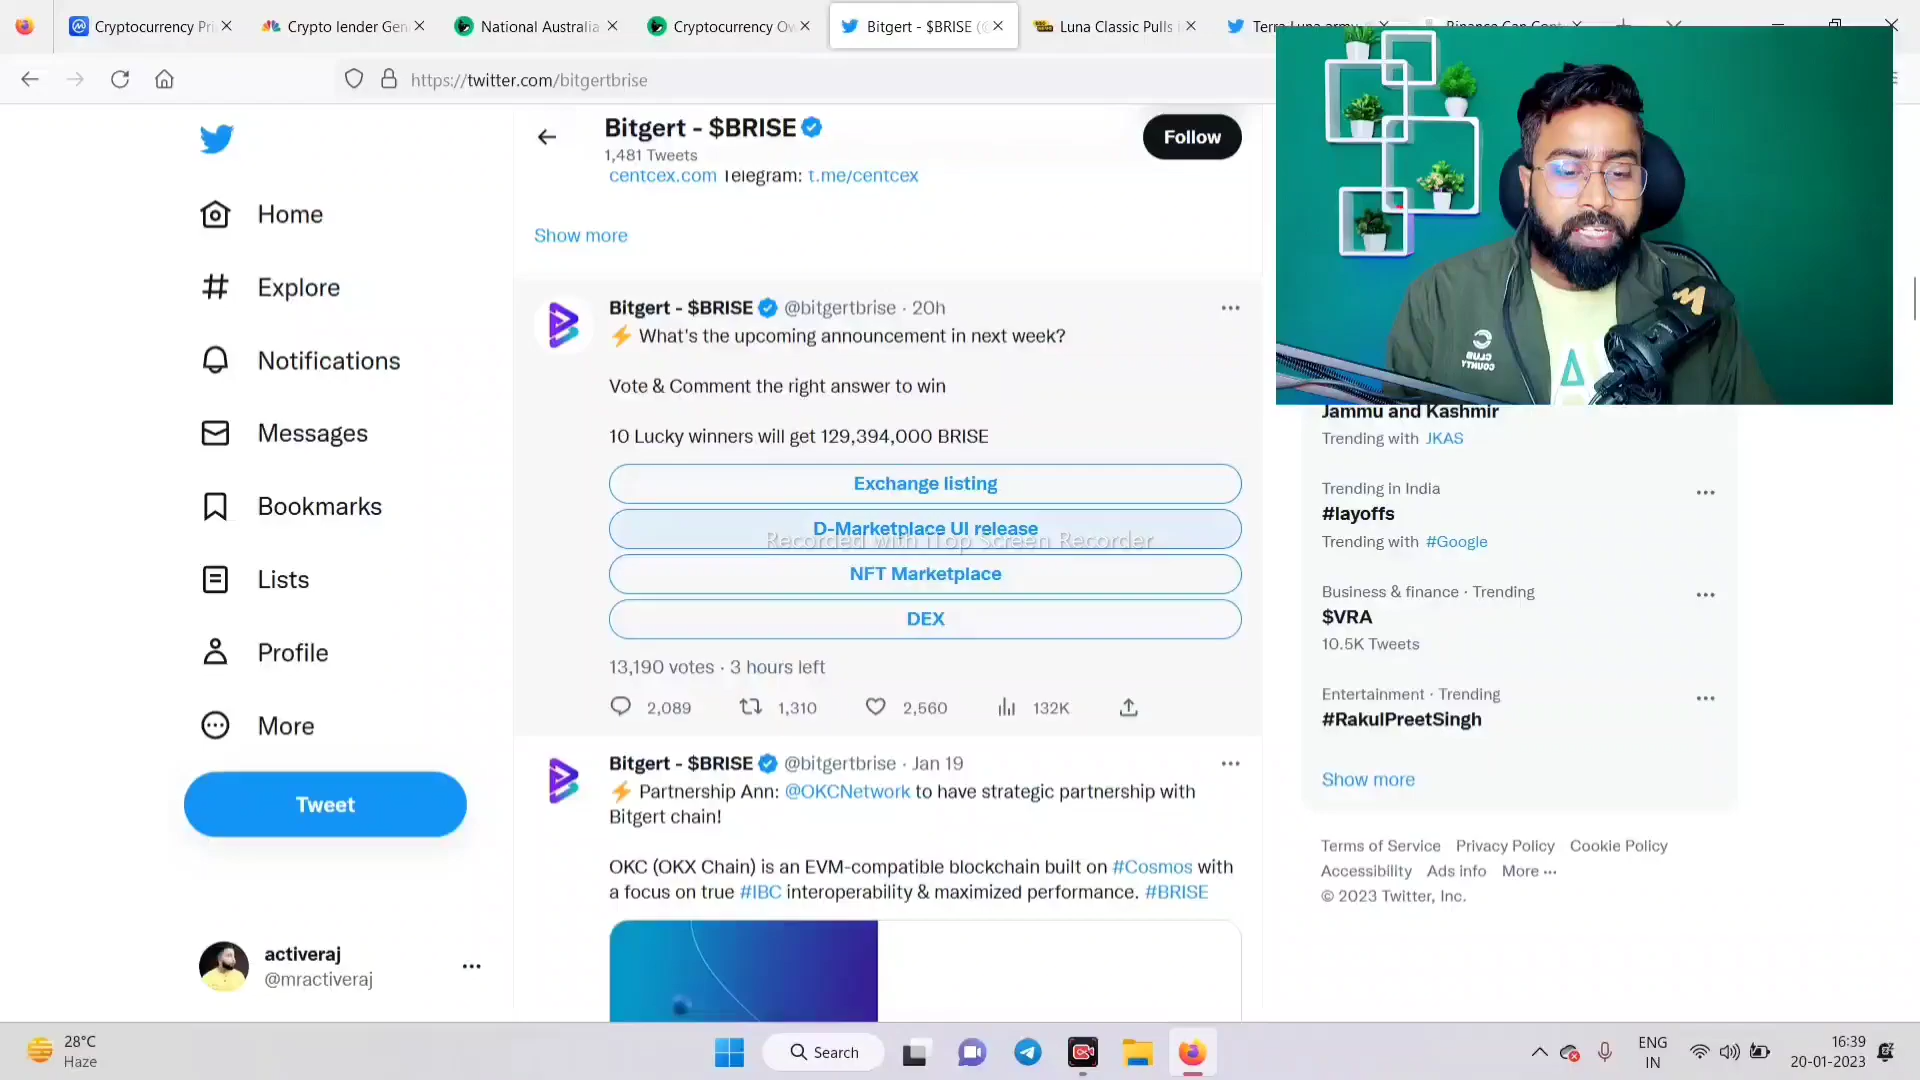 Cryptocurrency Pri
Crypto lender Gen
National Australia
Cryptocurrency Ow
Bitgert - $BRISE (@
Luna Classic Pulls
https://twitter.com/bitgertbrise
Bitgert - $BRISE
1,481 Tweets
Follow
centcex.com Telegram: t.me/centcex
Show more
Home
Explore
Notifications
Messages
Bookmarks
Lists
Profile
More
Tweet
activeraj
@mractiveraj
Bitgert - $BRISE @bitgertbrise · 20h
⚡ What's the upcoming announcement in next week?
Vote & Comment the right answer to win
10 Lucky winners will get 129,394,000 BRISE
Exchange listing
D-Marketplace UI release
Recorded with iTop Screen Recorder
NFT Marketplace
DEX
13,190 votes · 3 hours left
2,089 1,310 2,560 132K
Bitgert - $BRISE @bitgertbrise · Jan 19
⚡ Partnership Ann: @OKCNetwork to have strategic partnership with
Bitgert chain!
OKC (OKX Chain) is an EVM-compatible blockchain built on #Cosmos with
a focus on true #IBC interoperability & maximized performance. #BRISE
COUNTY
CLUB
Jammu and Kashmir
Trending with JKAS
Trending in India
#layoffs
Trending with #Google
Business & finance · Trending
$VRA
10.5K Tweets
Entertainment · Trending
#RakulPreetSingh
Show more
Terms of Service Privacy Policy Cookie Policy
Accessibility Ads info More ···
© 2023 Twitter, Inc.
28°C
Haze
Search
ENG
IN
16:39
20-01-2023